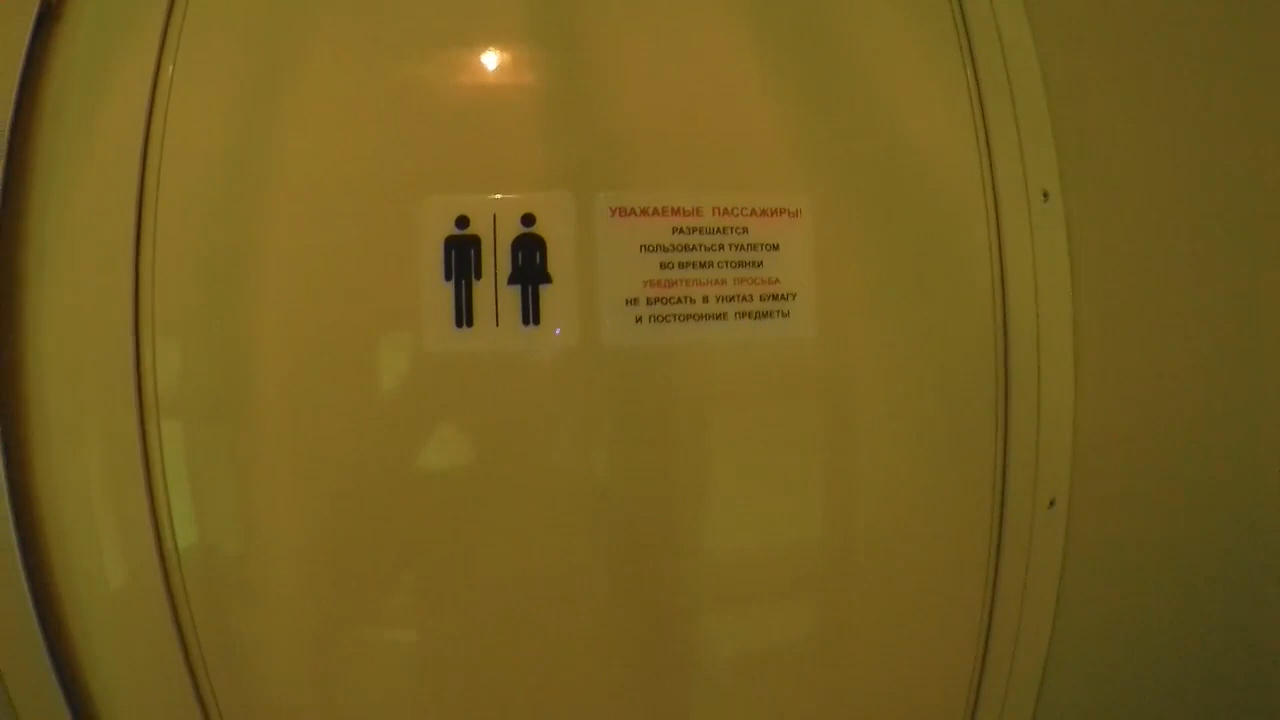 УВАЖАЕМЫЕ ПАССАЖИРЫ!
РАЗРЕШАЕТСЯ
ПОЛЬЗОВАТЬСЯ ТУАЛЕТОМ
ВО ВРЕМЯ СТОЯНКИ
УБЕДИТЕЛЬНАЯ ПРОСЬБА
НЕ БРОСАТЬ В УНИТАЗ БУМАГУ
И ПОСТОРОННИЕ ПРЕДМЕТЫ